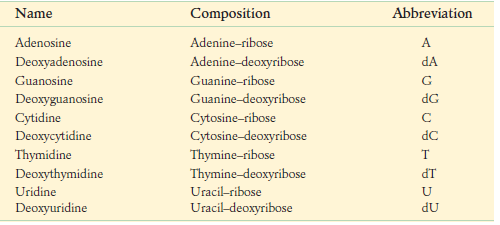 Name Composition Abbreviation
Adenosine Adenine–ribose A
Deoxyadenosine Adenine–deoxyribose dA
Guanosine Guanine–ribose G
Deoxyguanosine Guanine–deoxyribose dG
Cytidine Cytosine–ribose C
Deoxycytidine Cytosine–deoxyribose dC
Thymidine Thymine–ribose T
Deoxythymidine Thymine–deoxyribose dT
Uridine Uracil–ribose U
Deoxyuridine Uracil–deoxyribose dU